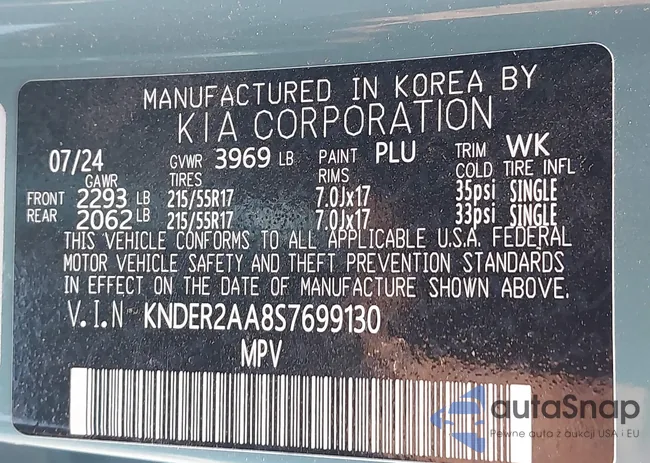 MANUFACTURED IN KOREA BY
KIA CORPORATION
07/24 GVWR 3969 LB PAINT PLU TRIM WK
GAWR TIRES RIMS COLD TIRE INFL
FRONT 2293 LB 215/55R17 7.0Jx17 35psi SINGLE
REAR 2062 LB 215/55R17 7.0Jx17 33psi SINGLE
THIS VEHICLE CONFORMS TO ALL APPLICABLE U.S.A. FEDERAL
MOTOR VEHICLE SAFETY AND THEFT PREVENTION STANDARDS
IN EFFECT ON THE DATE OF MANUFACTURE SHOWN ABOVE.
V.I.N KNDER2AA8S7699130
MPV
autaSnap
Pewne auta z aukcji USA i EU